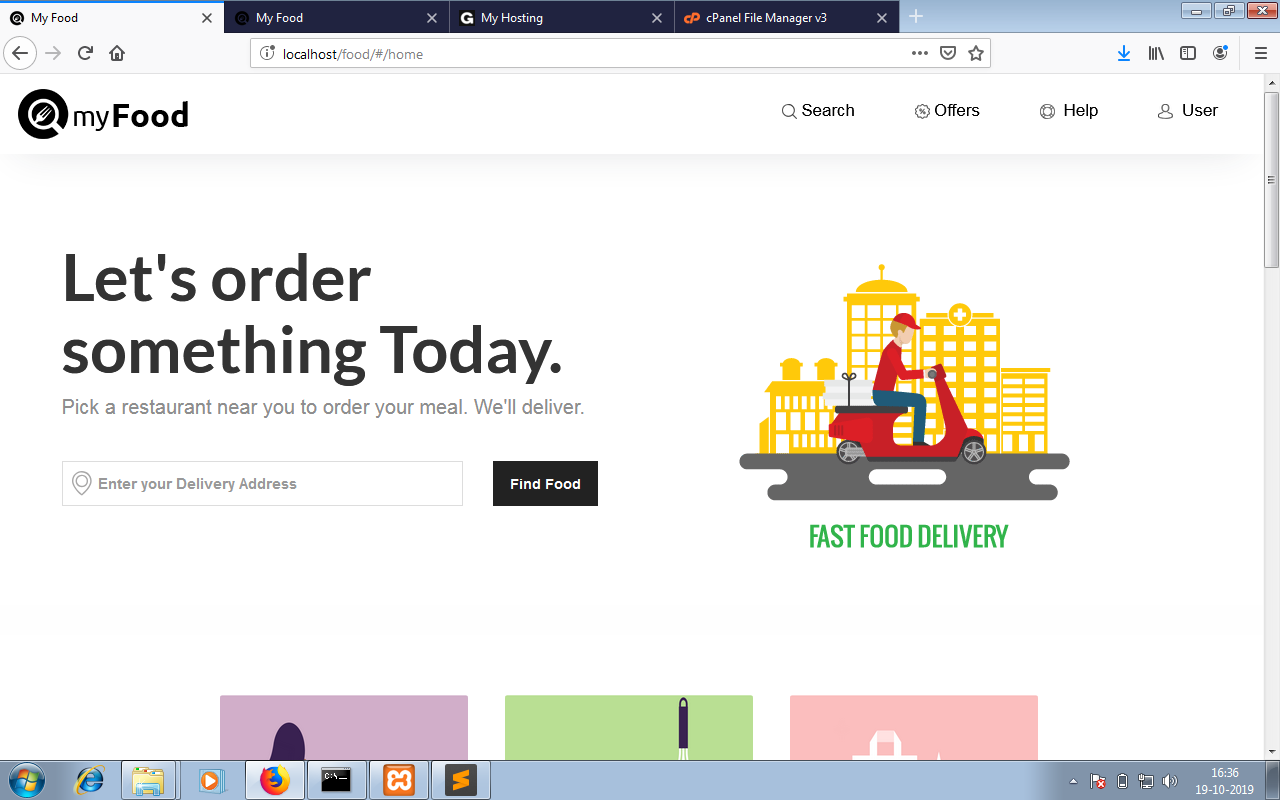 My Food
My Food
My Hosting
cPanel File Manager v3
localhost/food/#/home
myFood
Search
Offers
Help
User
Let's order
something Today.
Pick a restaurant near you to order your meal. We'll deliver.
Enter your Delivery Address
Find Food
FAST FOOD DELIVERY
16:36
19-10-2019